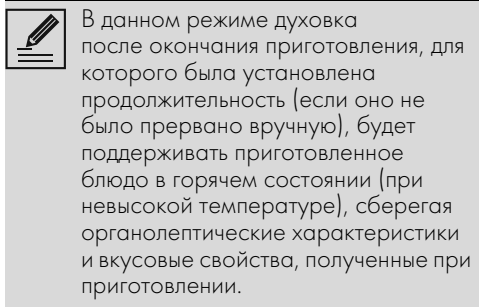 В данном режиме духовка
после окончания приготовления, для
которого была установлена
продолжительность (если оно не
было прервано вручную), будет
поддерживать приготовленное
блюдо в горячем состоянии (при
невысокой температуре), сберегая
органолептические характеристики
и вкусовые свойства, полученные при
приготовлении.